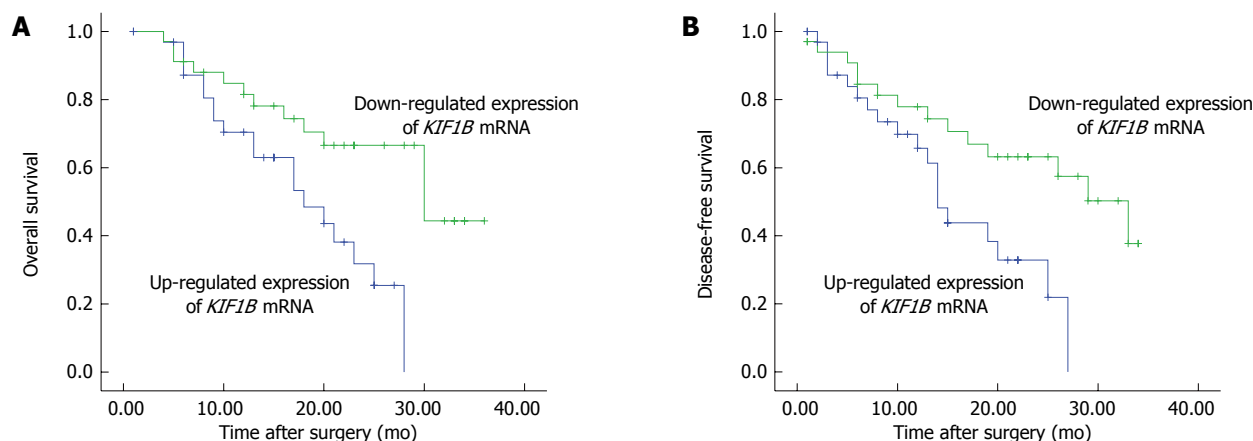 A
1.0
0.8
0.6
0.4
0.2
0.0
Overall survival
Down-regulated expression
of KIF1B mRNA
Up-regulated expression
of KIF1B mRNA
0.00 10.00 20.00 30.00 40.00
Time after surgery (mo)
B
1.0
0.8
0.6
0.4
0.2
0.0
Disease-free survival
Down-regulated expression
of KIF1B mRNA
Up-regulated expression
of KIF1B mRNA
0.00 10.00 20.00 30.00 40.00
Time after surgery (mo)